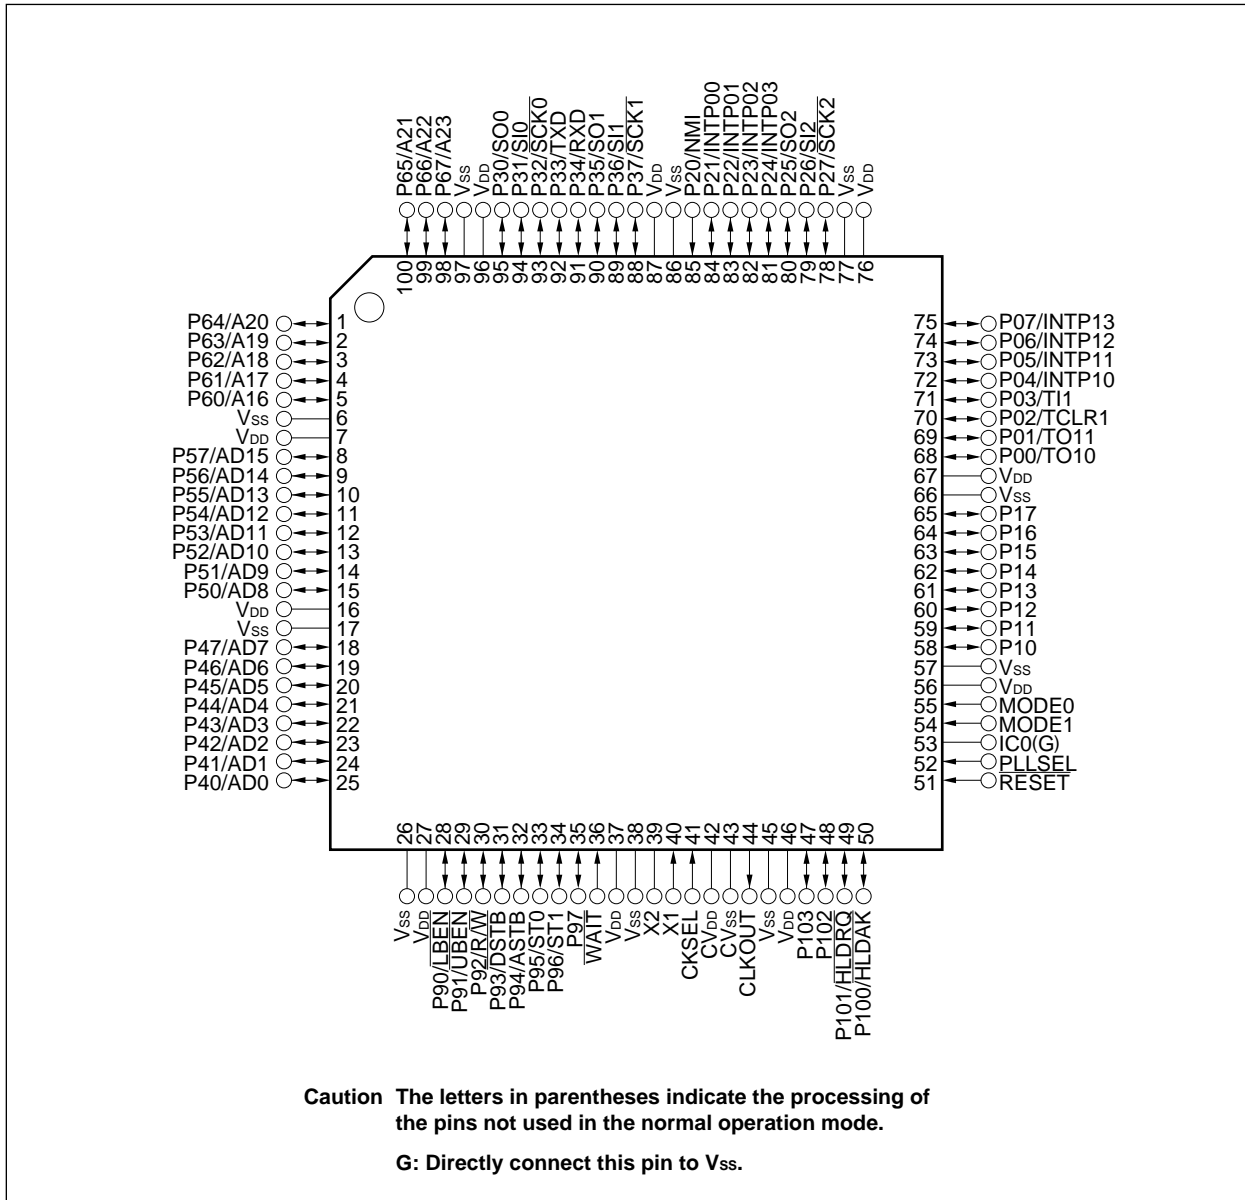 P65/A21
P66/A22
P67/A23
VSS
VDD
P30/SO0
P31/SI0
P32/SCK0
P33/TXD
P34/RXD
P35/SO1
P36/SI1
P37/SCK1
VDD
VSS
P20/NMI
P21/INTP00
P22/INTP01
P23/INTP02
P24/INTP03
P25/SO2
P26/SI2
P27/SCK2
VSS
VDD
100
99
98
97
96
95
94
93
92
91
90
89
88
87
86
85
84
83
82
81
80
79
78
77
76
P64/A20 1
P63/A19 2
P62/A18 3
P61/A17 4
P60/A16 5
VSS 6
VDD 7
P57/AD15 8
P56/AD14 9
P55/AD13 10
P54/AD12 11
P53/AD11 12
P52/AD10 13
P51/AD9 14
P50/AD8 15
VDD 16
VSS 17
P47/AD7 18
P46/AD6 19
P45/AD5 20
P44/AD4 21
P43/AD3 22
P42/AD2 23
P41/AD1 24
P40/AD0 25
75 P07/INTP13
74 P06/INTP12
73 P05/INTP11
72 P04/INTP10
71 P03/TI1
70 P02/TCLR1
69 P01/TO11
68 P00/TO10
67 VDD
66 VSS
65 P17
64 P16
63 P15
62 P14
61 P13
60 P12
59 P11
58 P10
57 VSS
56 VDD
55 MODE0
54 MODE1
53 IC0(G)
52 PLLSEL
51 RESET
26
27
28
29
30
31
32
33
34
35
36
37
38
39
40
41
42
43
44
45
46
47
48
49
50
VSS
VDD
P90/LBEN
P91/UBEN
P92/R/W
P93/DSTB
P94/ASTB
P95/ST0
P96/ST1
P97
WAIT
VDD
VSS
X2
X1
CKSEL
CVDD
CVSS
CLKOUT
VSS
VDD
P103
P102
P101/HLDRQ
P100/HLDAK
Caution The letters in parentheses indicate the processing of
the pins not used in the normal operation mode.
G: Directly connect this pin to VSS.